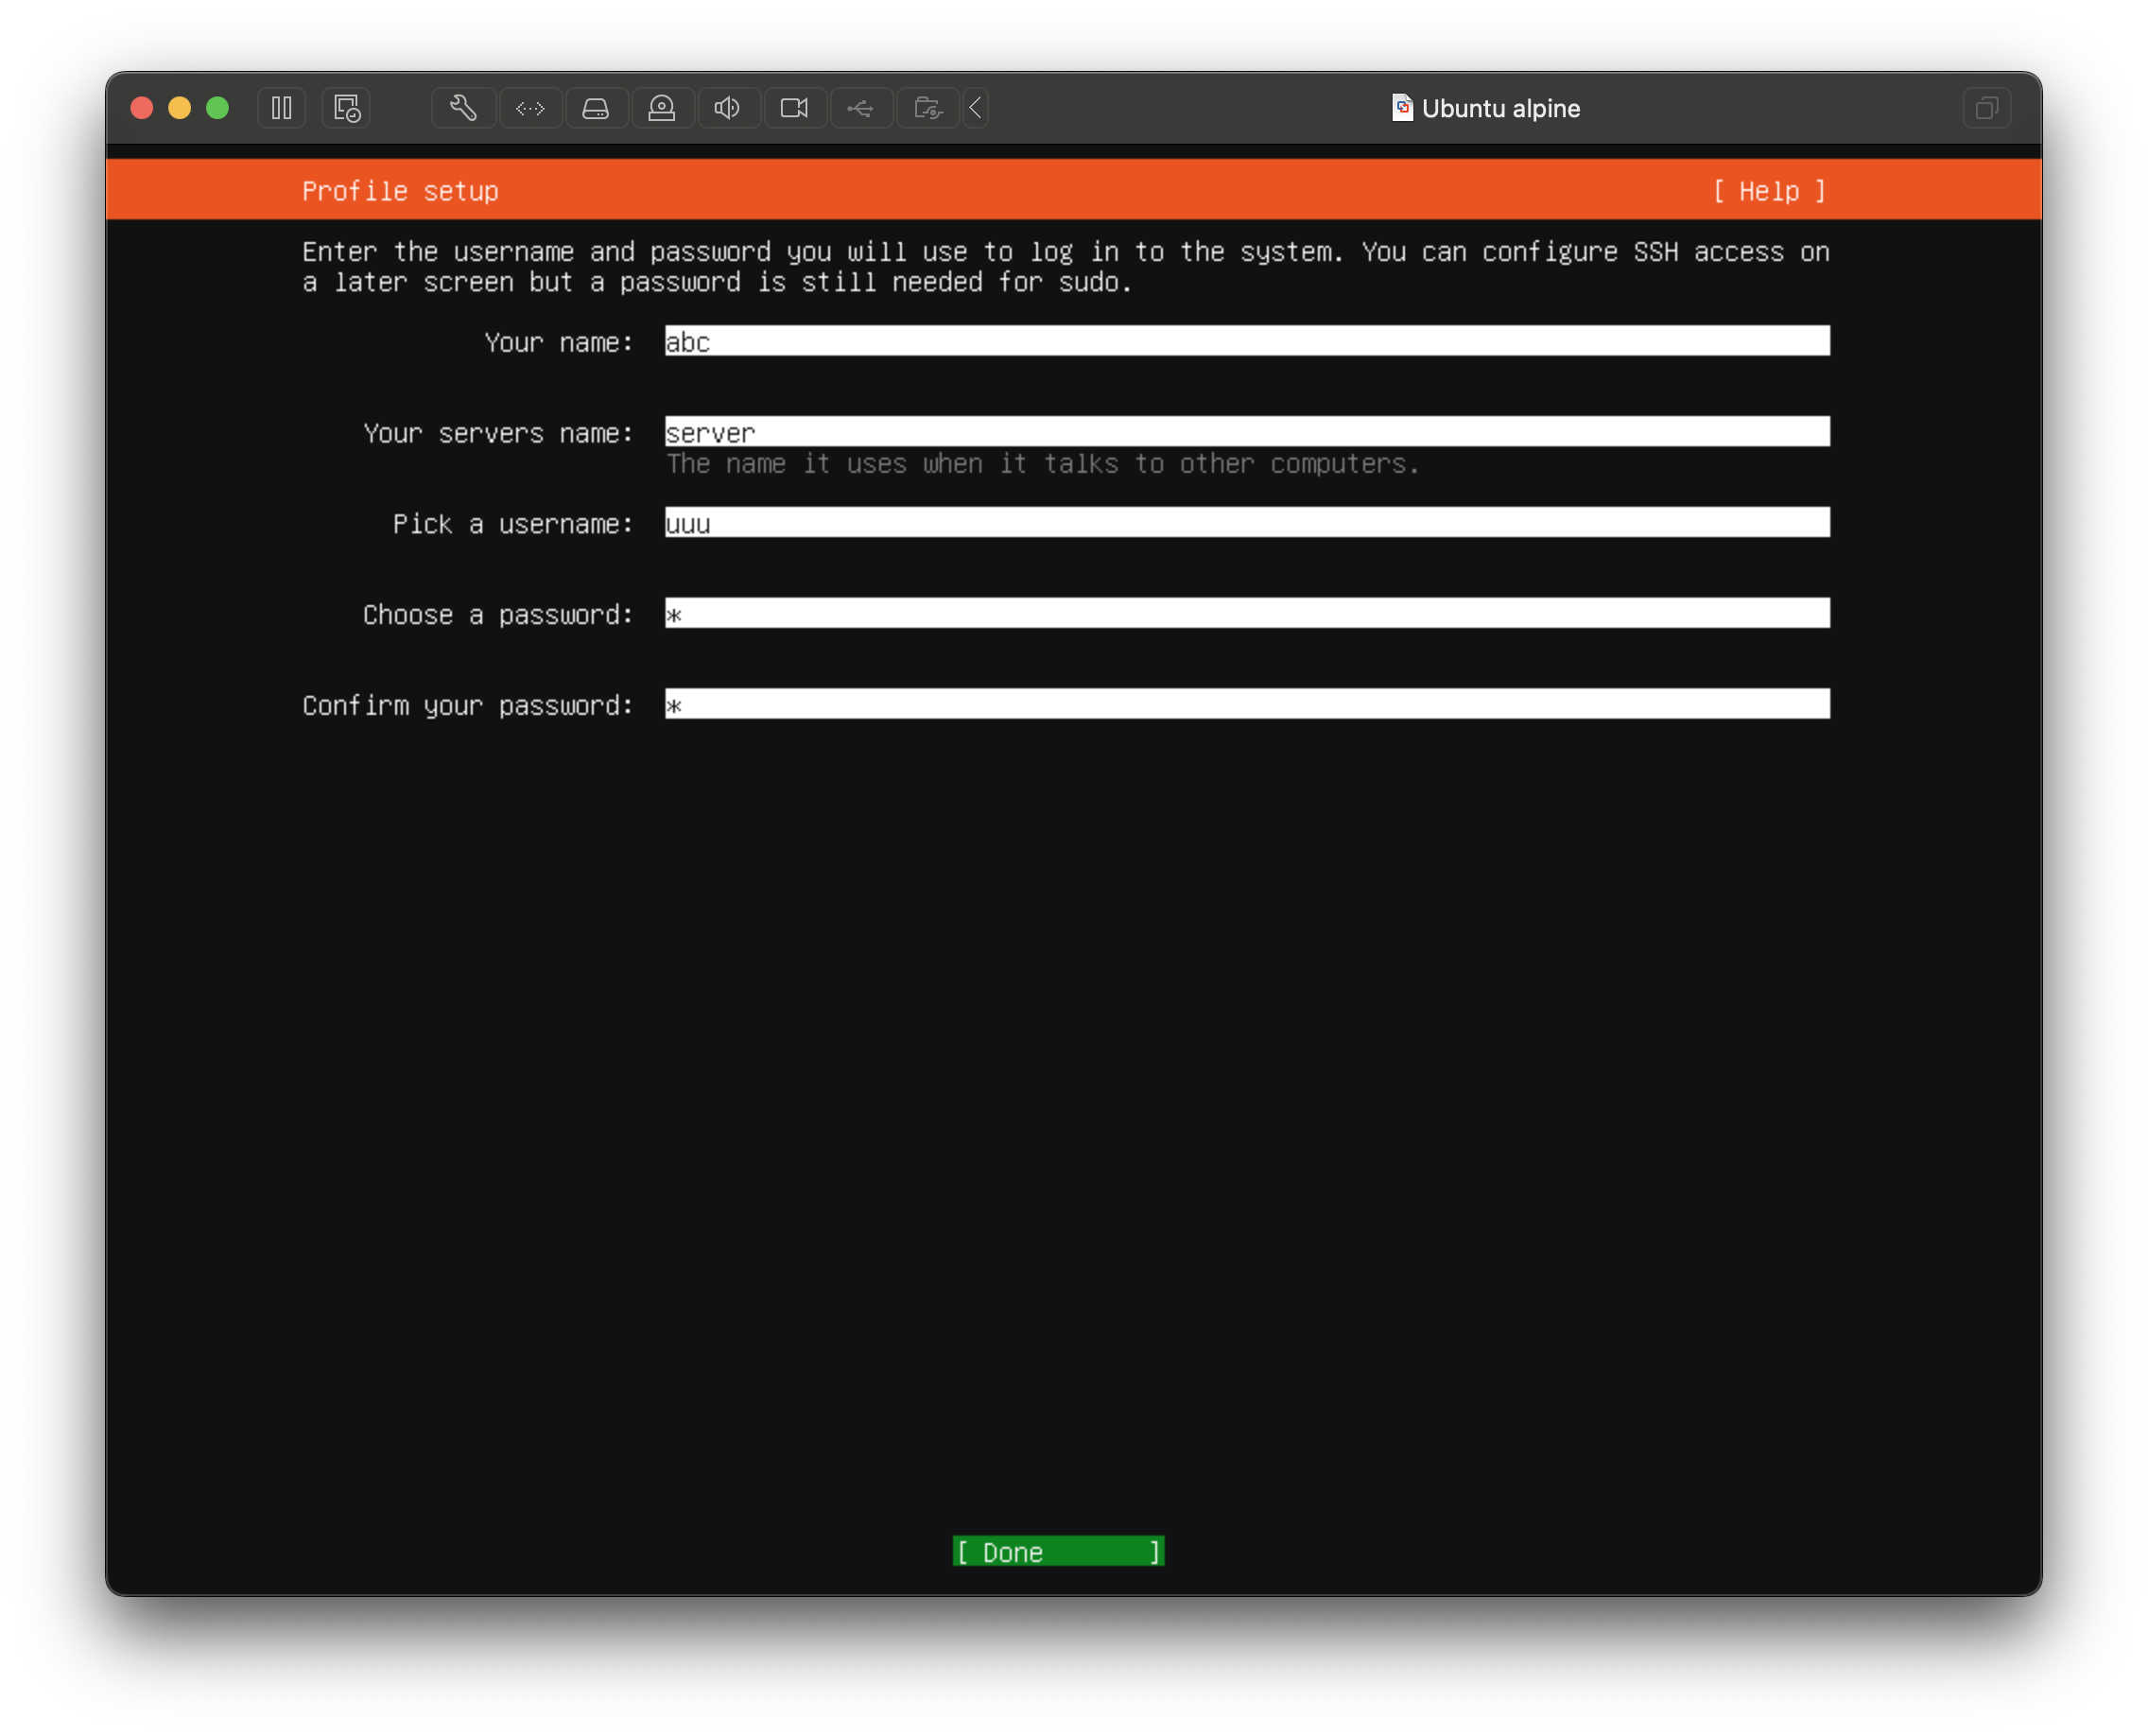 Ubuntu alpine
Profile setup [ Help ]
Enter the username and password you will use to log in to the system. You can configure SSH access on
a later screen but a password is still needed for sudo.
Your name: abc
Your servers name: server
The name it uses when it talks to other computers.
Pick a username: uuu
Choose a password: *
Confirm your password: *
[ Done ]